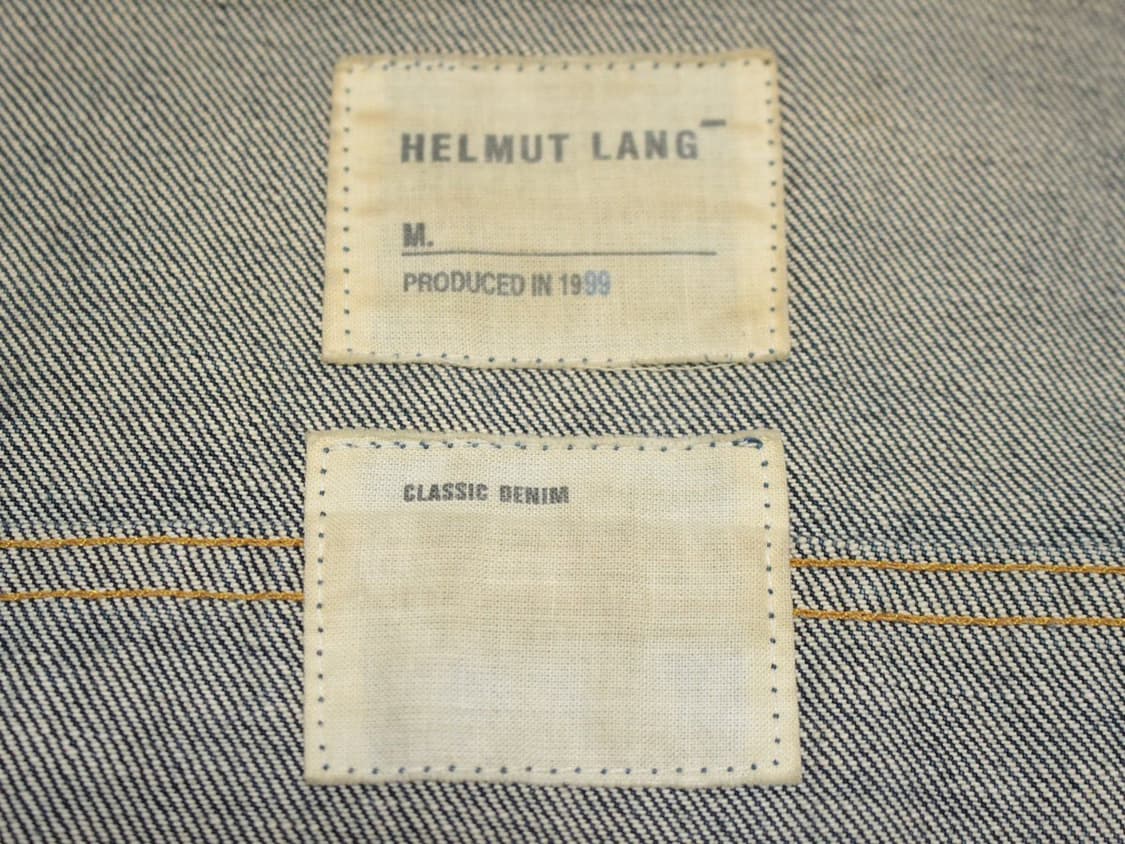 HELMUT LANG
M.
PRODUCED IN 1999
CLASSIC DENIM